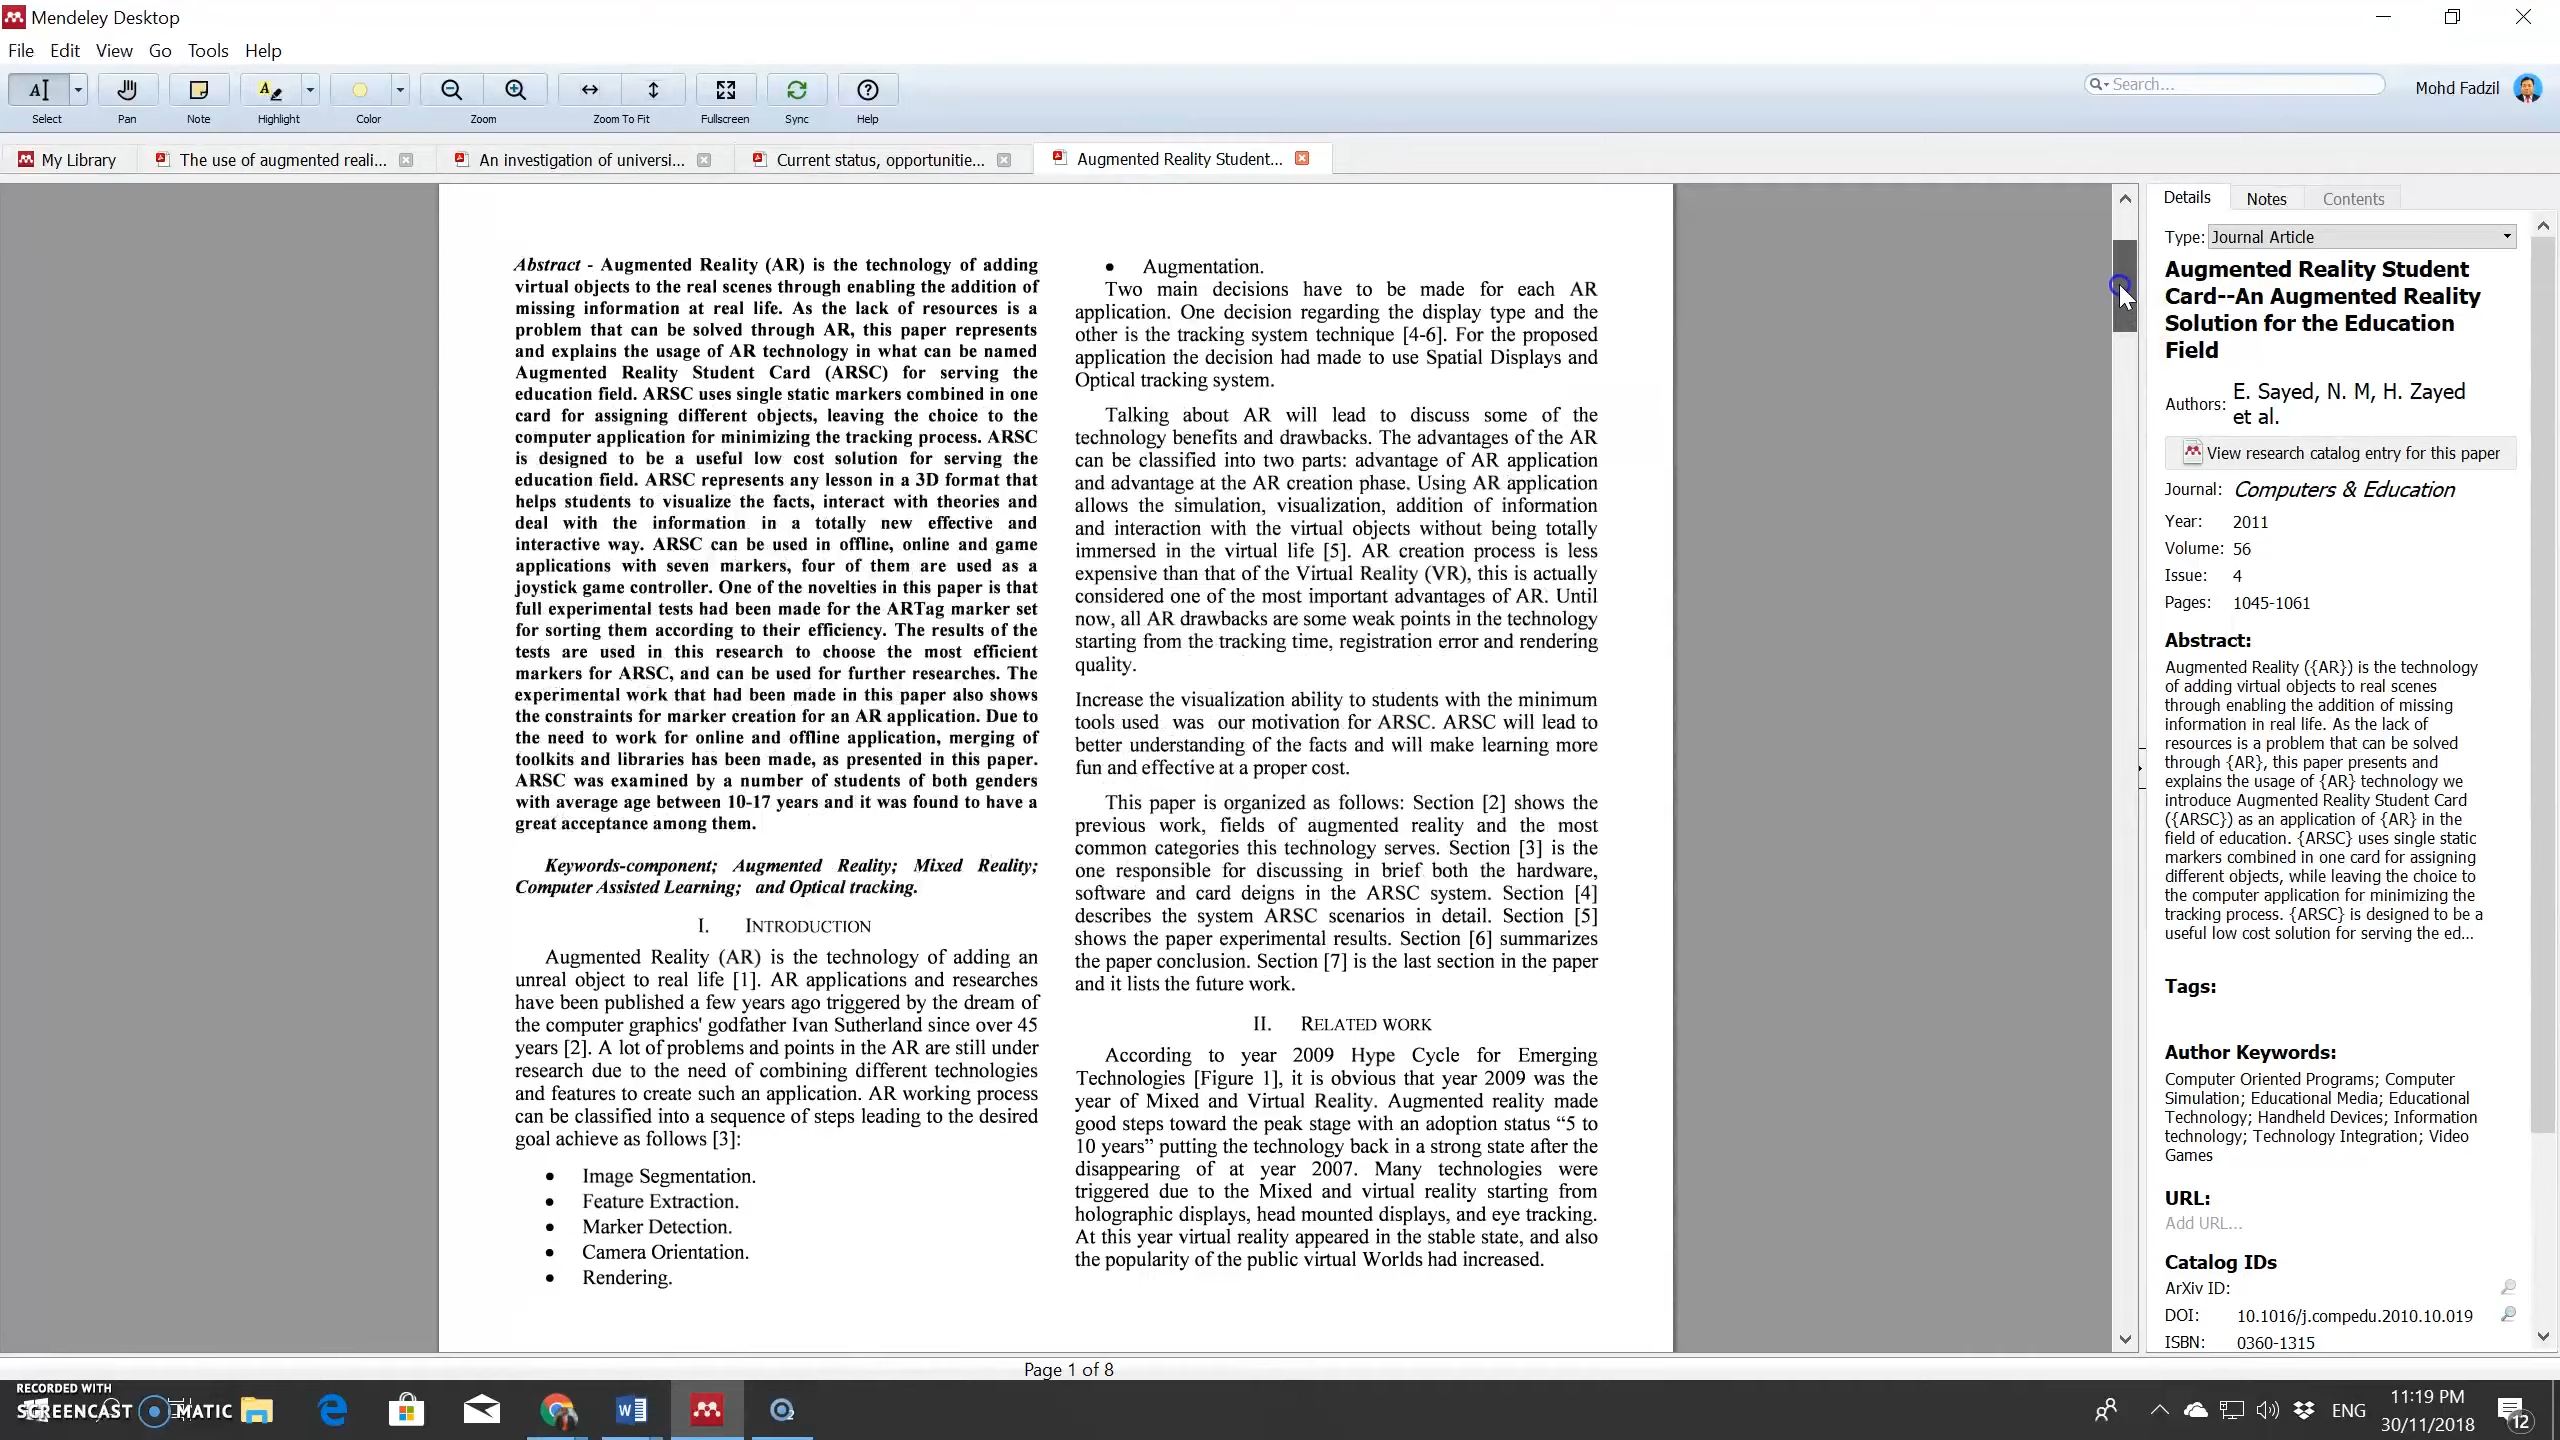 Mendeley Desktop
File Edit View Go Tools Help
Select Pan Note Highlight Color Zoom Zoom To Fit Fullscreen Sync Help
Search...
Mohd Fadzil
My Library
The use of augmented reali...
An investigation of universi...
Current status, opportunitie...
Augmented Reality Student...
Abstract - Augmented Reality (AR) is the technology of adding
virtual objects to the real scenes through enabling the addition of
missing information at real life. As the lack of resources is a
problem that can be solved through AR, this paper represents
and explains the usage of AR technology in what can be named
Augmented Reality Student Card (ARSC) for serving the
education field. ARSC uses single static markers combined in one
card for assigning different objects, leaving the choice to the
computer application for minimizing the tracking process. ARSC
is designed to be a useful low cost solution for serving the
education field. ARSC represents any lesson in a 3D format that
helps students to visualize the facts, interact with theories and
deal with the information in a totally new effective and
interactive way. ARSC can be used in offline, online and game
applications with seven markers, four of them are used as a
joystick game controller. One of the novelties in this paper is that
full experimental tests had been made for the ARTag marker set
for sorting them according to their efficiency. The results of the
tests are used in this research to choose the most efficient
markers for ARSC, and can be used for further researches. The
experimental work that had been made in this paper also shows
the constraints for marker creation for an AR application. Due to
the need to work for online and offline application, merging of
toolkits and libraries has been made, as presented in this paper.
ARSC was examined by a number of students of both genders
with average age between 10-17 years and it was found to have a
great acceptance among them.
Keywords-component; Augmented Reality; Mixed Reality;
Computer Assisted Learning; and Optical tracking.
I. INTRODUCTION
Augmented Reality (AR) is the technology of adding an
unreal object to real life [1]. AR applications and researches
have been published a few years ago triggered by the dream of
the computer graphics' godfather Ivan Sutherland since over 45
years [2]. A lot of problems and points in the AR are still under
research due to the need of combining different technologies
and features to create such an application. AR working process
can be classified into a sequence of steps leading to the desired
goal achieve as follows [3]:
• Image Segmentation.
• Feature Extraction.
• Marker Detection.
• Camera Orientation.
• Rendering.
• Augmentation.
Two main decisions have to be made for each AR
application. One decision regarding the display type and the
other is the tracking system technique [4-6]. For the proposed
application the decision had made to use Spatial Displays and
Optical tracking system.
Talking about AR will lead to discuss some of the
technology benefits and drawbacks. The advantages of the AR
can be classified into two parts: advantage of AR application
and advantage at the AR creation phase. Using AR application
allows the simulation, visualization, addition of information
and interaction with the virtual objects without being totally
immersed in the virtual life [5]. AR creation process is less
expensive than that of the Virtual Reality (VR), this is actually
considered one of the most important advantages of AR. Until
now, all AR drawbacks are some weak points in the technology
starting from the tracking time, registration error and rendering
quality.
Increase the visualization ability to students with the minimum
tools used was our motivation for ARSC. ARSC will lead to
better understanding of the facts and will make learning more
fun and effective at a proper cost.
This paper is organized as follows: Section [2] shows the
previous work, fields of augmented reality and the most
common categories this technology serves. Section [3] is the
one responsible for discussing in brief both the hardware,
software and card deigns in the ARSC system. Section [4]
describes the system ARSC scenarios in detail. Section [5]
shows the paper experimental results. Section [6] summarizes
the paper conclusion. Section [7] is the last section in the paper
and it lists the future work.
II. RELATED WORK
According to year 2009 Hype Cycle for Emerging
Technologies [Figure 1], it is obvious that year 2009 was the
year of Mixed and Virtual Reality. Augmented reality made
good steps toward the peak stage with an adoption status “5 to
10 years” putting the technology back in a strong state after the
disappearing of at year 2007. Many technologies were
triggered due to the Mixed and virtual reality starting from
holographic displays, head mounted displays, and eye tracking.
At this year virtual reality appeared in the stable state, and also
the popularity of the public virtual Worlds had increased.
Details Notes Contents
Type: Journal Article
Augmented Reality Student
Card--An Augmented Reality
Solution for the Education
Field
Authors: E. Sayed, N. M, H. Zayed
et al.
View research catalog entry for this paper
Journal: Computers & Education
Year: 2011
Volume: 56
Issue: 4
Pages: 1045-1061
Abstract:
Augmented Reality ({AR}) is the technology
of adding virtual objects to real scenes
through enabling the addition of missing
information in real life. As the lack of
resources is a problem that can be solved
through {AR}, this paper presents and
explains the usage of {AR} technology we
introduce Augmented Reality Student Card
({ARSC}) as an application of {AR} in the
field of education. {ARSC} uses single static
markers combined in one card for assigning
different objects, while leaving the choice to
the computer application for minimizing the
tracking process. {ARSC} is designed to be a
useful low cost solution for serving the ed...
Tags:
Author Keywords:
Computer Oriented Programs; Computer
Simulation; Educational Media; Educational
Technology; Handheld Devices; Information
technology; Technology Integration; Video
Games
URL:
Add URL...
Catalog IDs
ArXiv ID:
DOI: 10.1016/j.compedu.2010.10.019
ISBN: 0360-1315
Page 1 of 8
RECORDED WITH
SCREENCAST MATIC
ENG
11:19 PM
30/11/2018
12